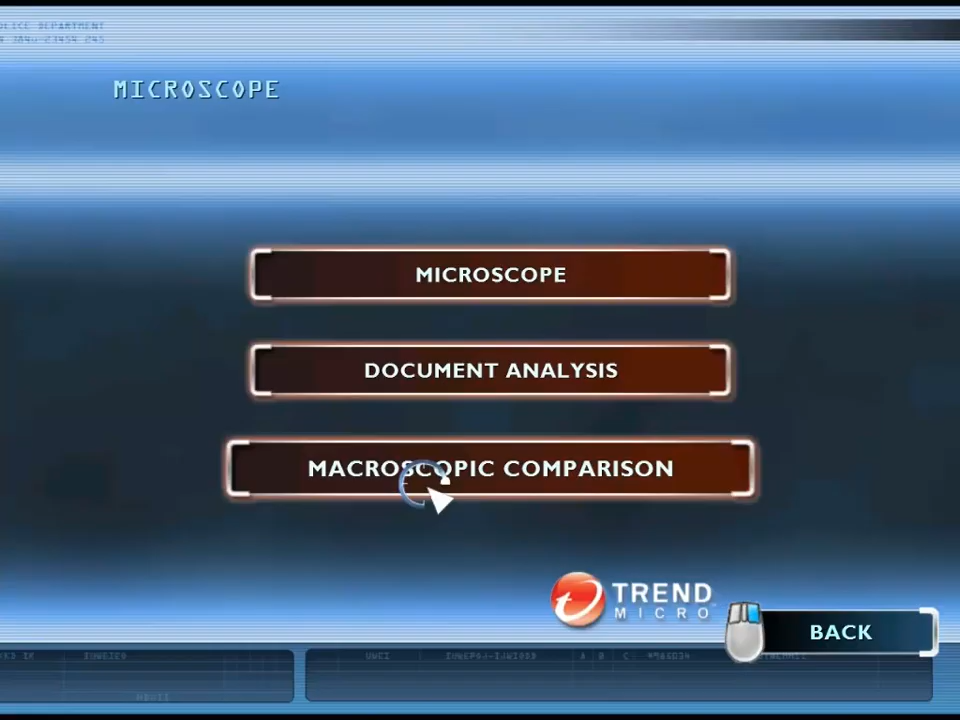 MICROSCOPE
MICROSCOPE
DOCUMENT ANALYSIS
MACROSCOPIC COMPARISON
TREND
MICRO
BACK